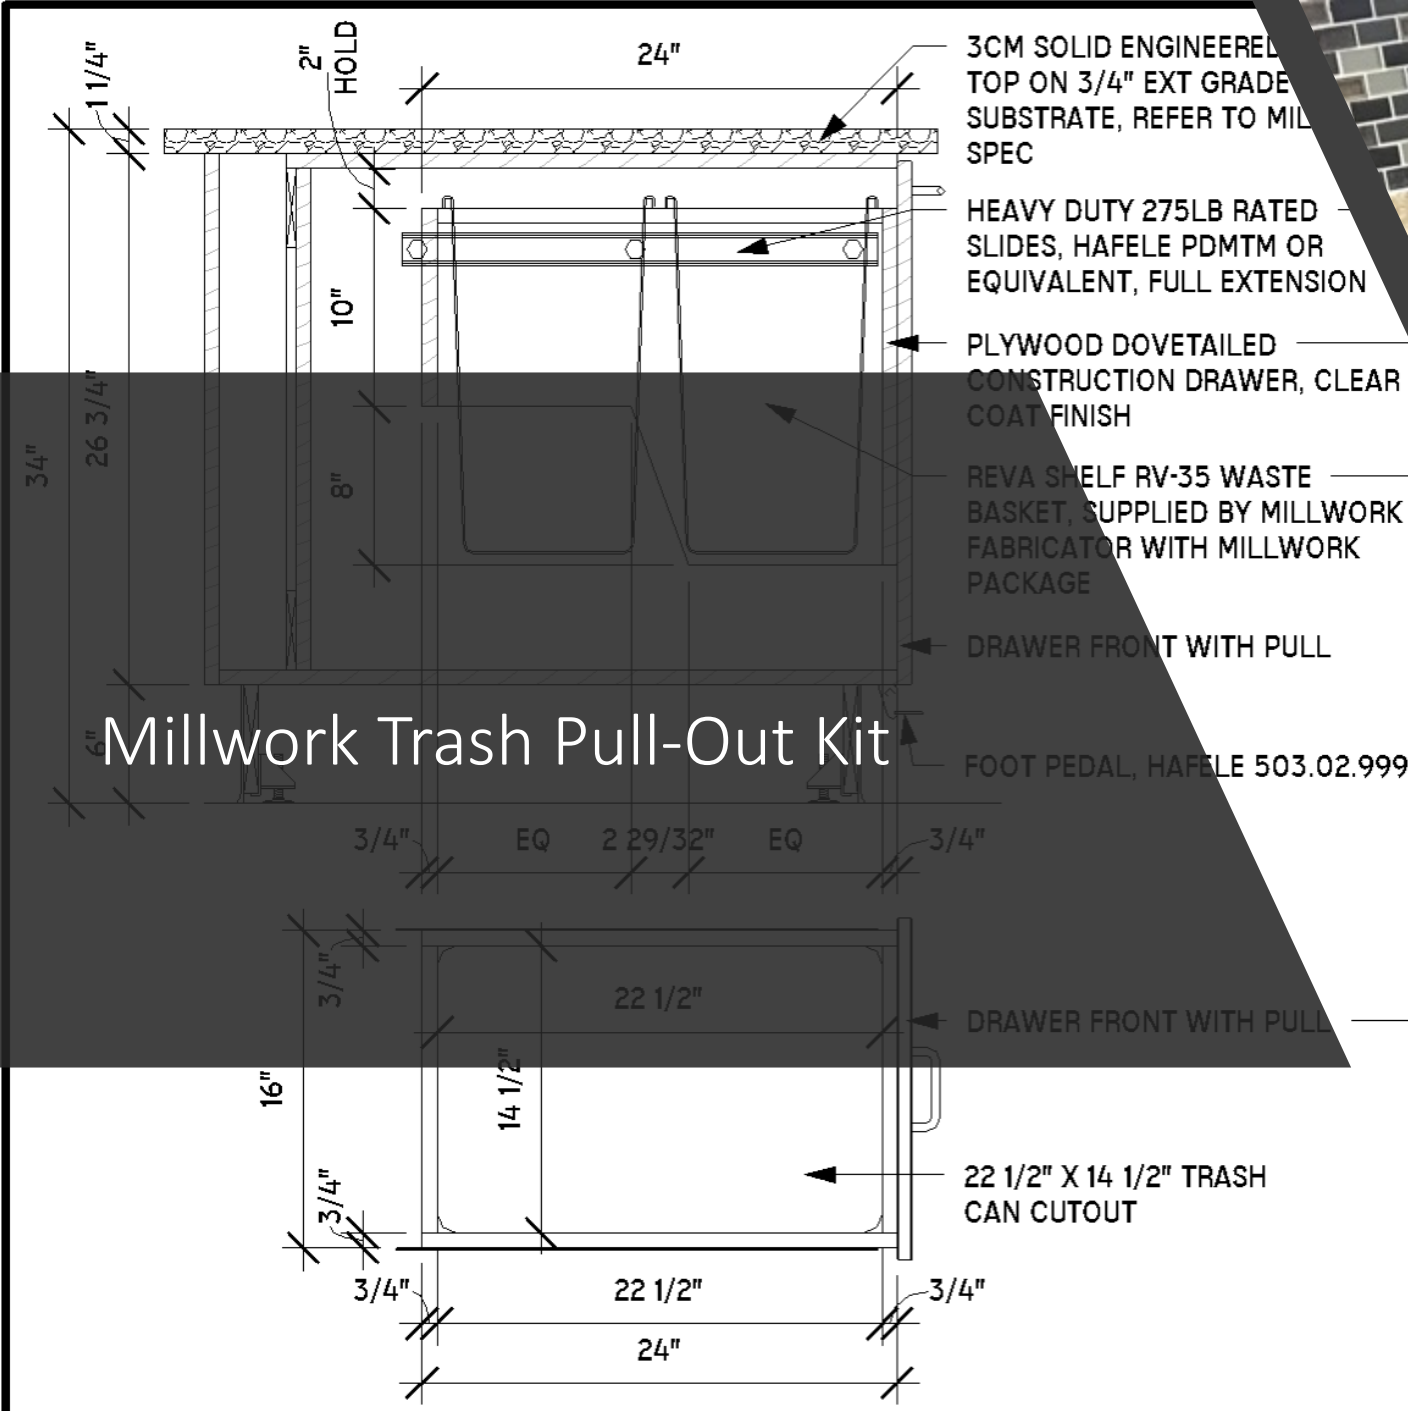 1 1/4"
2"
HOLD
24"
3CM SOLID ENGINEERED
TOP ON 3/4" EXT GRADE
SUBSTRATE, REFER TO MIL
SPEC
HEAVY DUTY 275LB RATED
SLIDES, HAFELE PDMTM OR
EQUIVALENT, FULL EXTENSION
10"
PLYWOOD DOVETAILED
CONSTRUCTION DRAWER, CLEAR
COAT FINISH
34"
26 3/4"
8"
REVA SHELF RV-35 WASTE
BASKET, SUPPLIED BY MILLWORK
FABRICATOR WITH MILLWORK
PACKAGE
DRAWER FRONT WITH PULL
6"
Millwork Trash Pull-Out Kit
FOOT PEDAL, HAFELE 503.02.999
3/4"
EQ
2 29/32"
EQ
3/4"
3/4"
22 1/2"
DRAWER FRONT WITH PULL
16"
14 1/2"
3/4"
22 1/2" X 14 1/2" TRASH
CAN CUTOUT
3/4"
22 1/2"
3/4"
24"